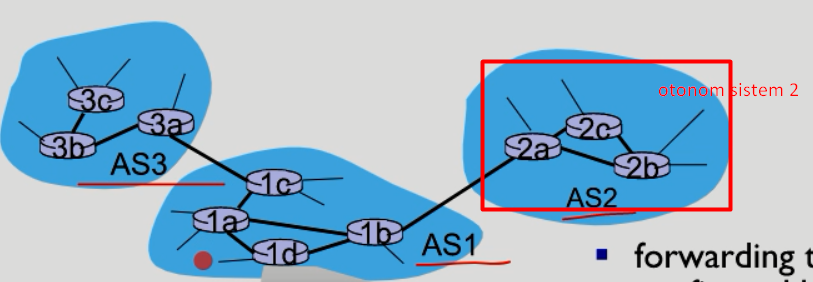 3c
3a
3b
AS3
1c
1a
1b
1d
AS1
otonom sistem 2
2c
2a
2b
AS2
forwarding t